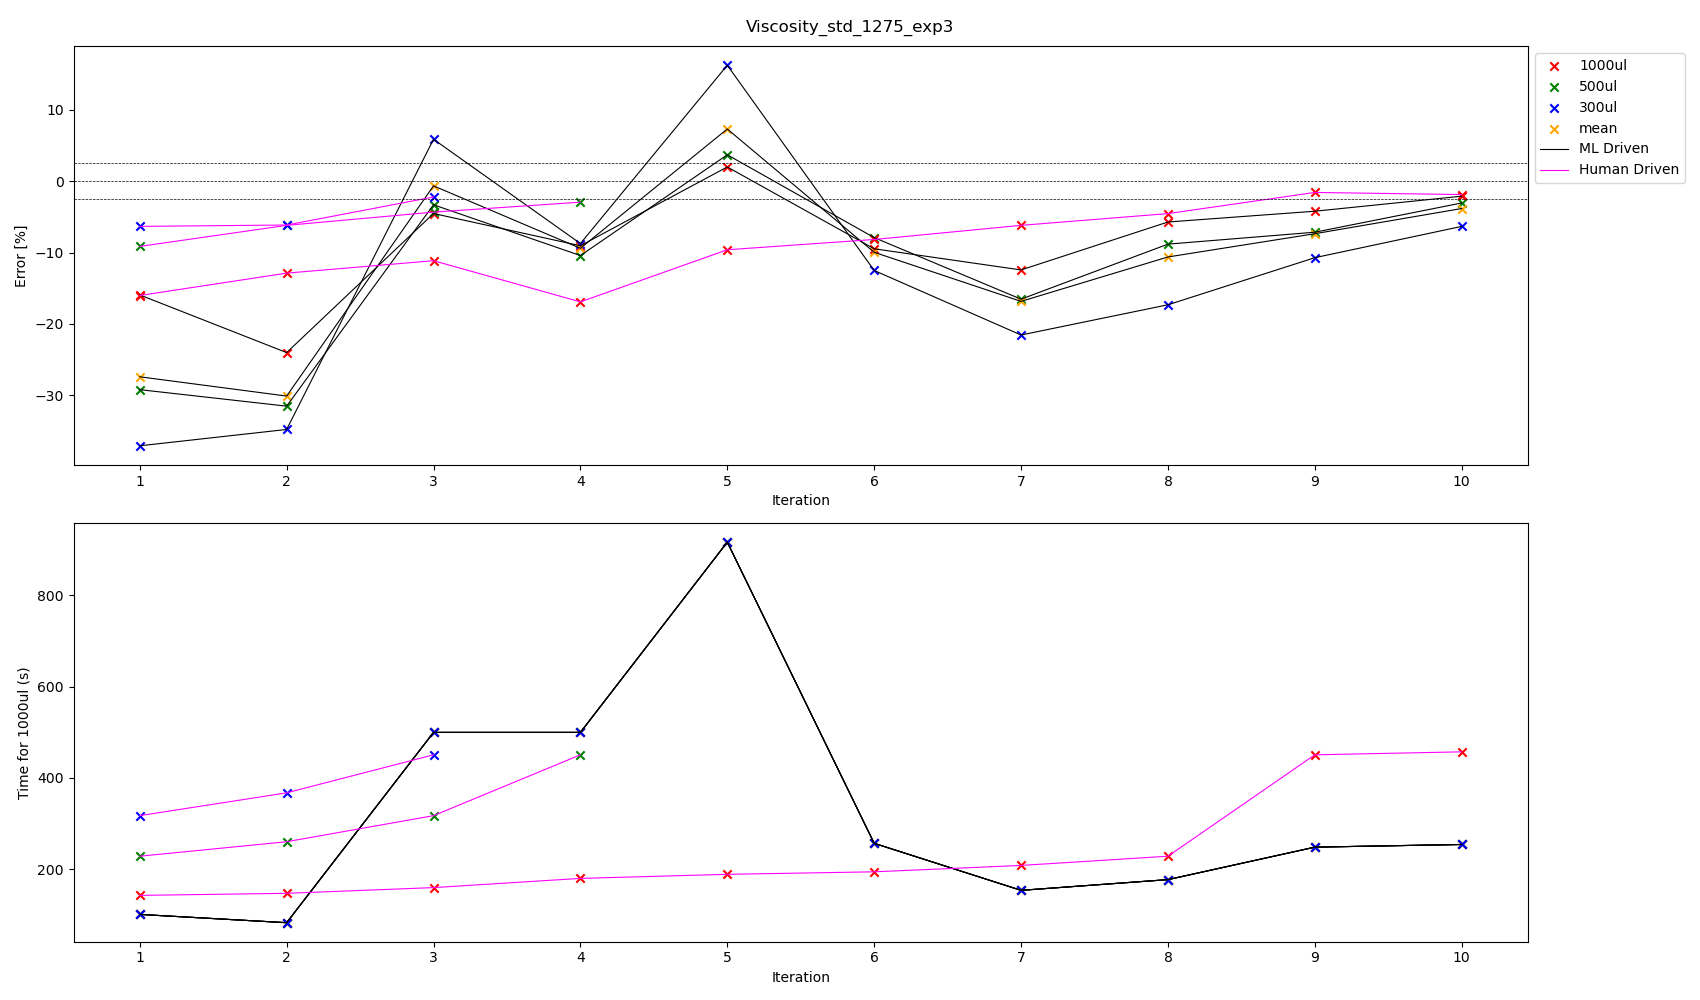 Viscosity_std_1275_exp3
10
0
−10
−20
−30
Error [%]
1 2 3 4 5 6 7 8 9 10
Iteration
1000ul
500ul
300ul
mean
ML Driven
Human Driven
800
600
400
200
Time for 1000ul (s)
1 2 3 4 5 6 7 8 9 10
Iteration